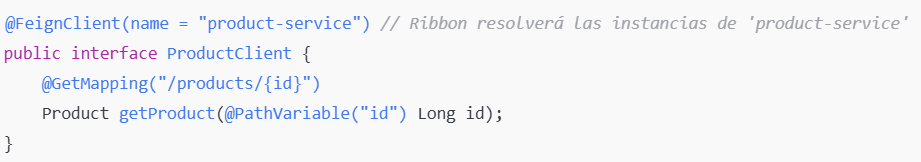 @FeignClient(name = "product-service") // Ribbon resolverá las instancias de 'product-service'
public interface ProductClient {
    @GetMapping("/products/{id}")
    Product getProduct(@PathVariable("id") Long id);
}